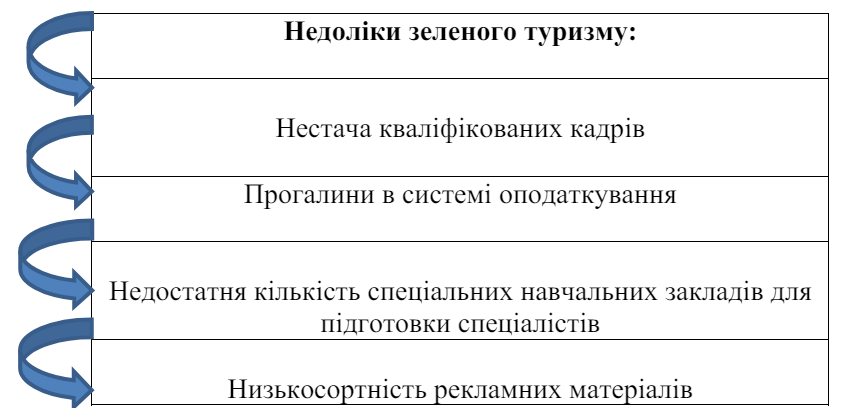 Недоліки зеленого туризму:
Нестача кваліфікованих кадрів
Прогалини в системі оподаткування
Недостатня кількість спеціальних навчальних закладів для
підготовки спеціалістів
Низькосортність рекламних матеріалів